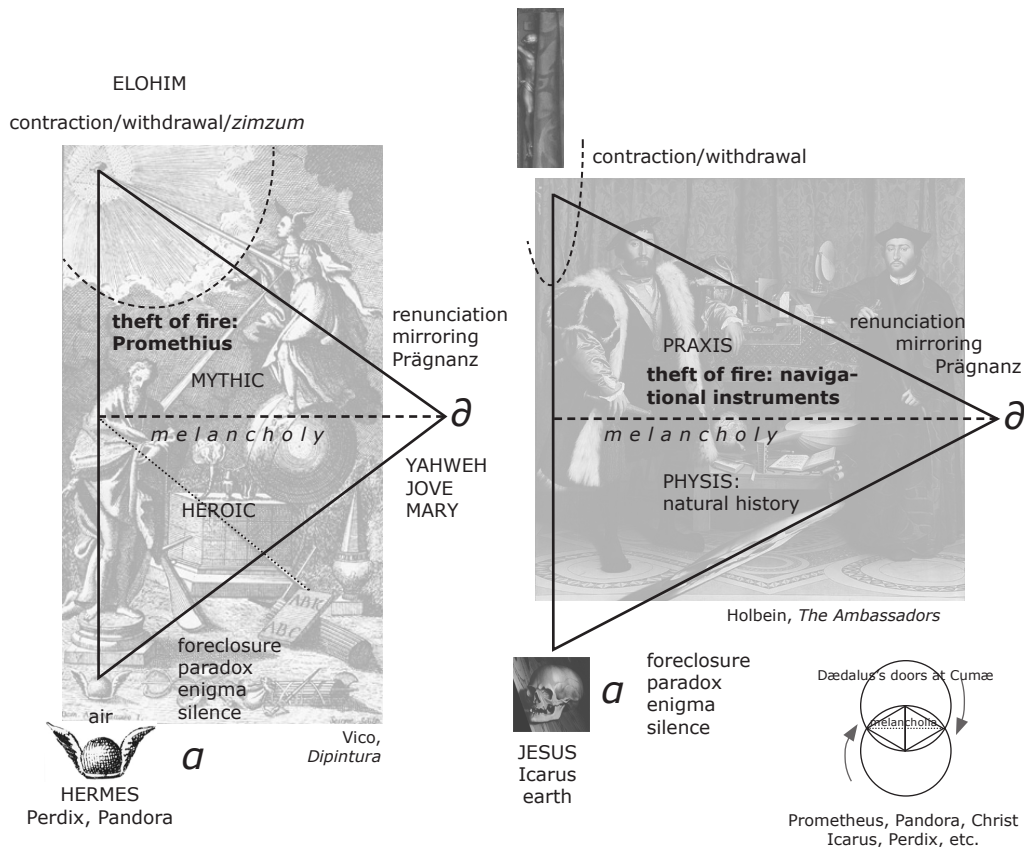 ELOHIM
contraction/withdrawal/zimzum
theft of fire:
Promethius
MYTHIC
renunciation
mirroring
Prägnanz
∂
melancholy
YAHWEH
JOVE
MARY
HEROIC
ABK
ABC
foreclosure
paradox
enigma
silence
air
a
Vico,
Dipintura
HERMES
Perdix, Pandora
contraction/withdrawal
renunciation
mirroring
Prägnanz
PRAXIS
theft of fire: naviga-
tional instruments
∂
melancholy
PHYSIS:
natural history
Holbein, The Ambassadors
a
foreclosure
paradox
enigma
silence
JESUS
Icarus
earth
Dædalus's doors at Cumæ
melancholia
Prometheus, Pandora, Christ
Icarus, Perdix, etc.